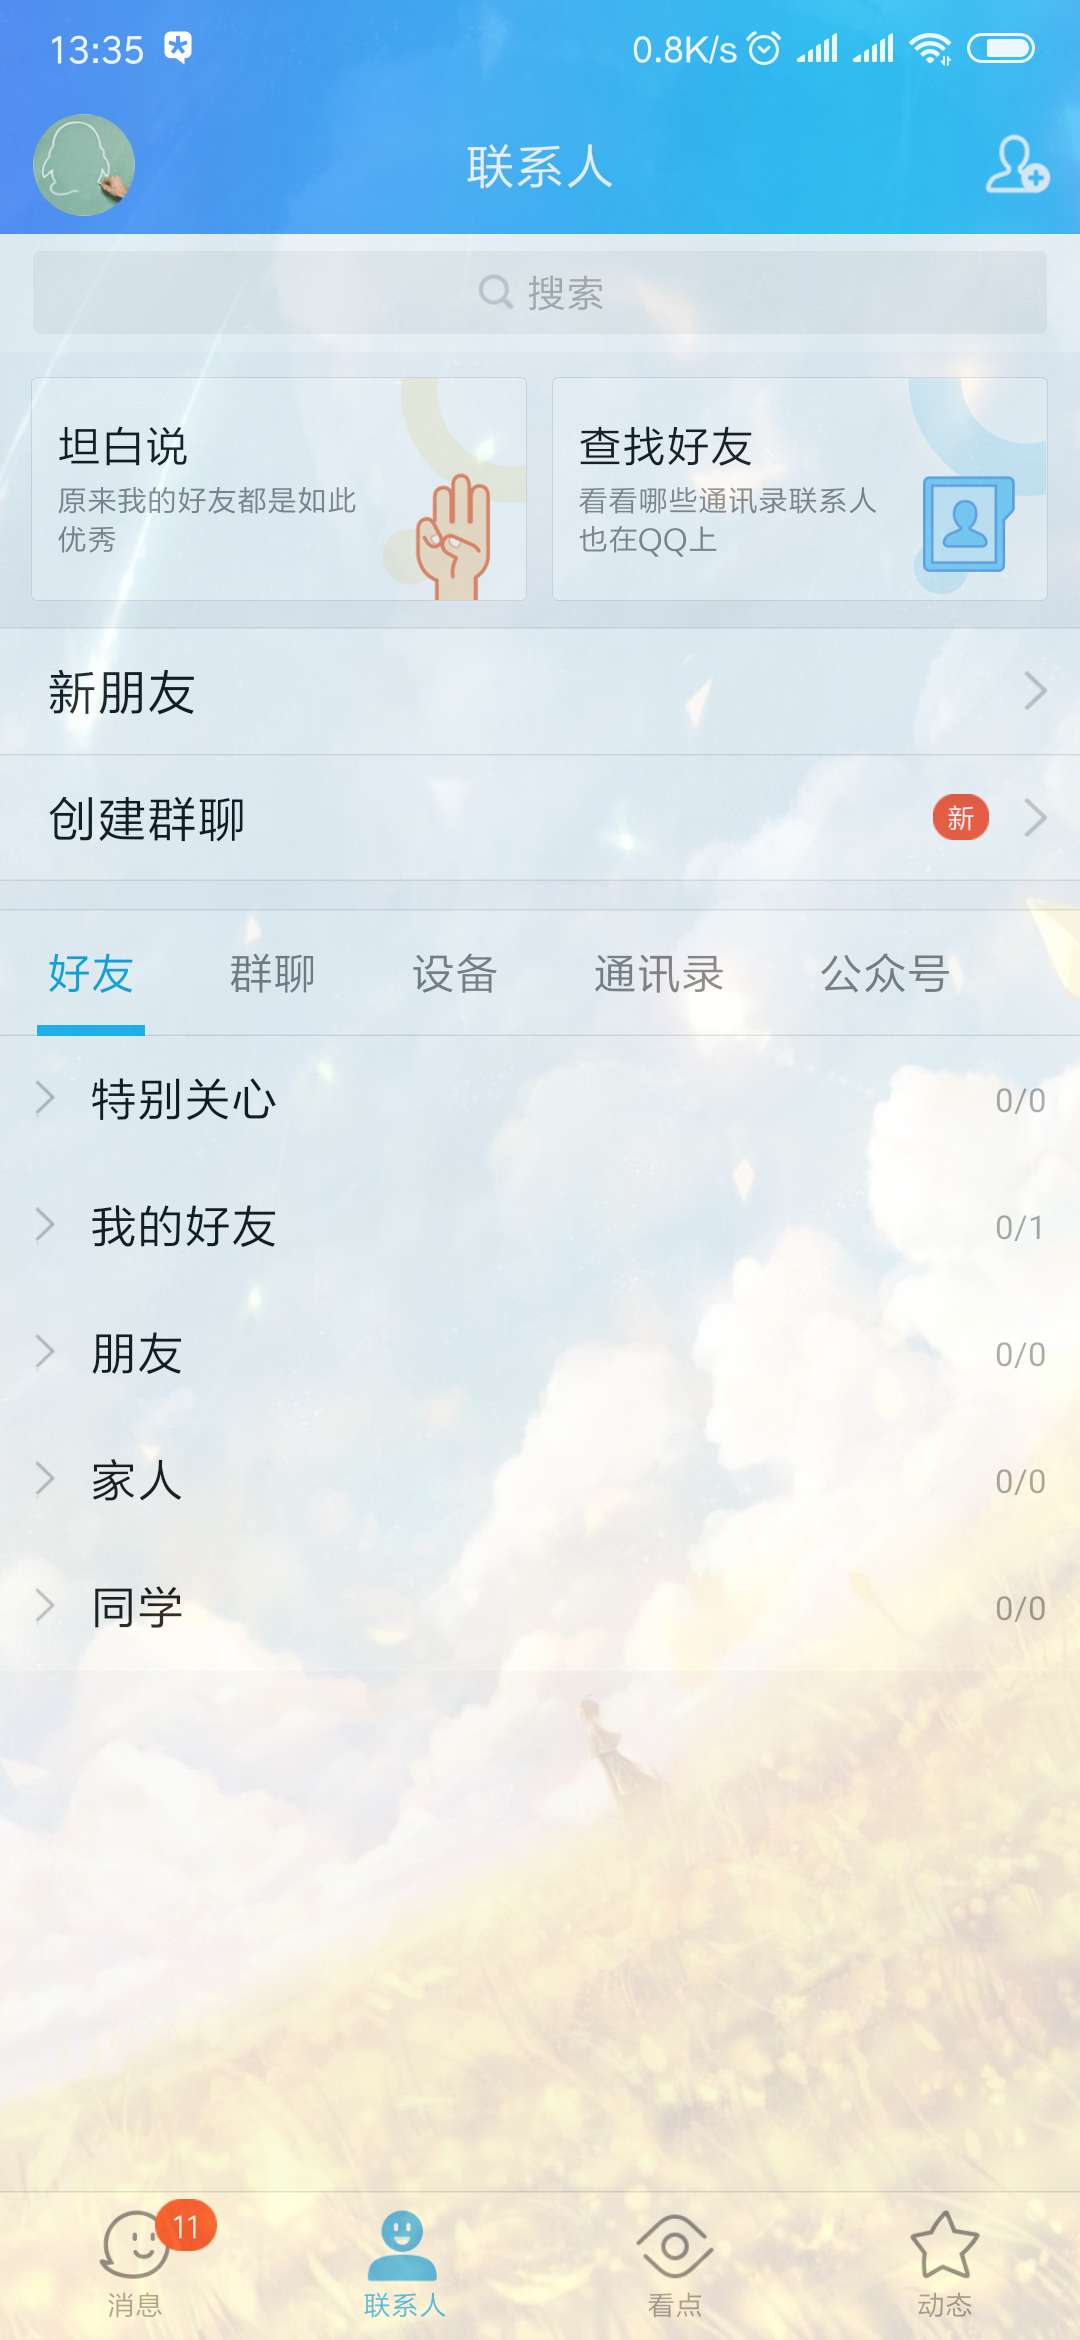 13:35
0.8K/s
联系人
搜索
坦白说
原来我的好友都是如此
优秀
查找好友
看看哪些通讯录联系人
也在QQ上
新朋友
创建群聊
新
好友 群聊 设备 通讯录 公众号
特别关心 0/0
我的好友 0/1
朋友 0/0
家人 0/0
同学 0/0
11
消息 联系人 看点 动态